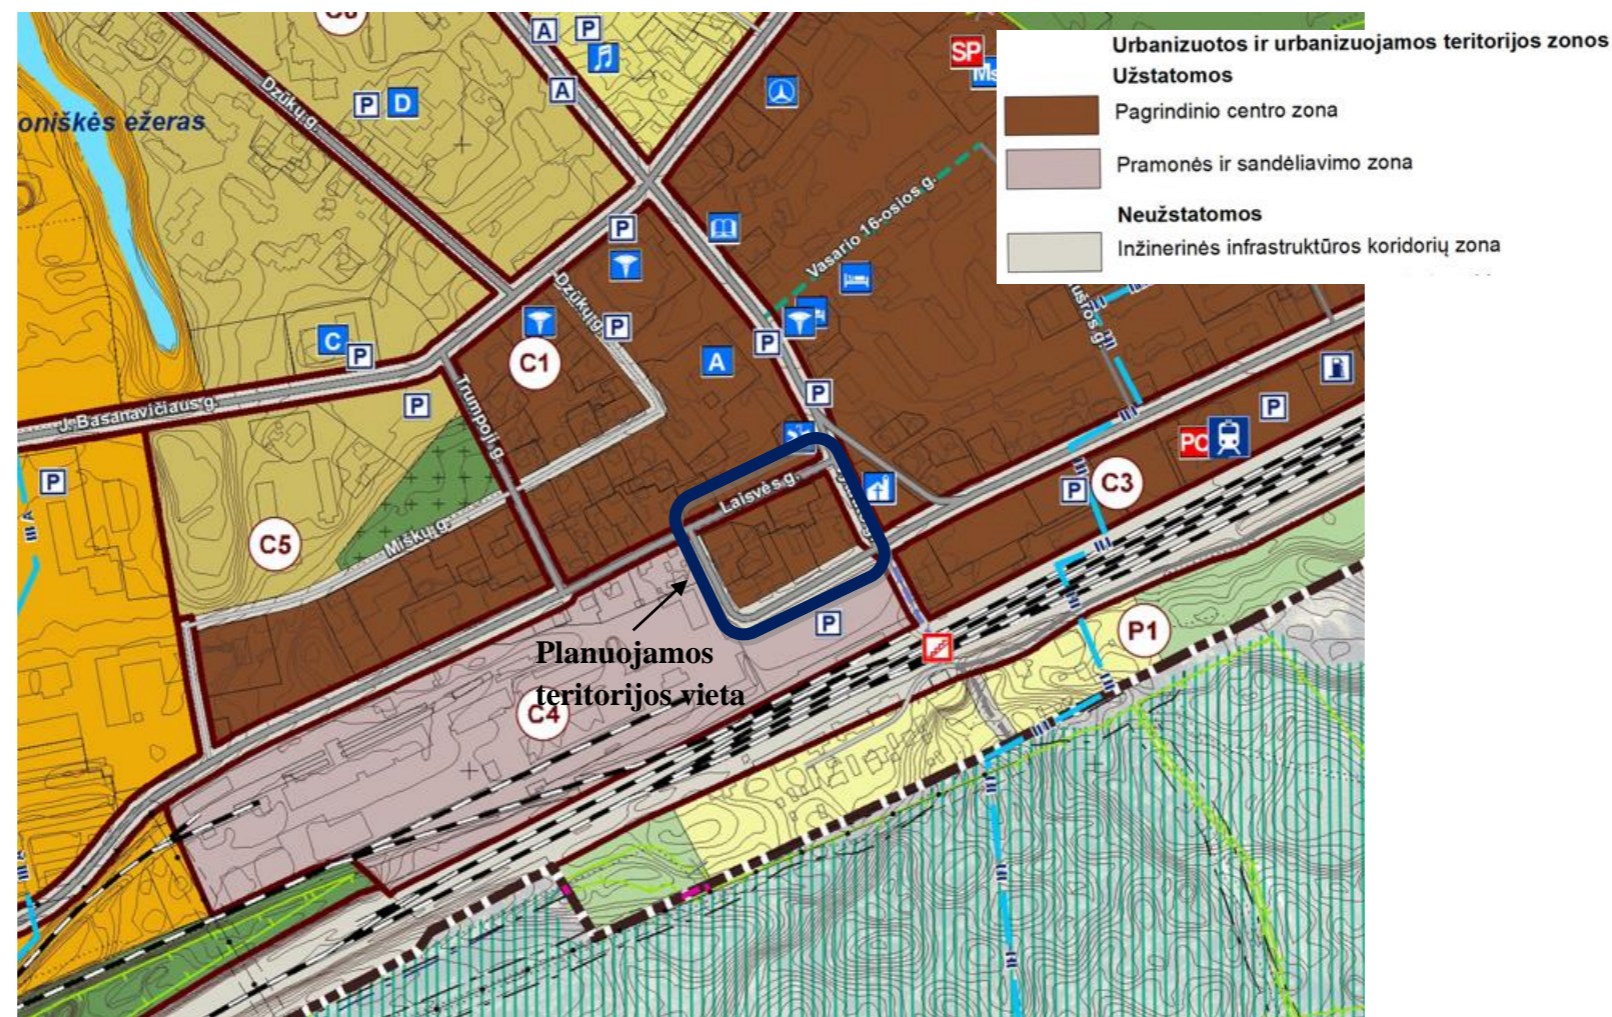 Urbanizuotos ir urbanizuojamos teritorijos zonos
Užstatomos
Pagrindinio centro zona
Pramonės ir sandėliavimo zona
Neužstatomos
Inžinerinės infrastruktūros koridorių zona
A
P
A
SP
Dzūkų g.
P
D
oniškės ežeras
Vasario 16-osios g.
P
Dzūkų g.
P
C
P
C1
A
P
P
J. Basanavičiaus g.
P
Trumpoji g.
P
PC
C3
P
P
Laisvės g.
C5
Miškų g.
Planuojamos
teritorijos vieta
P
P1
C4